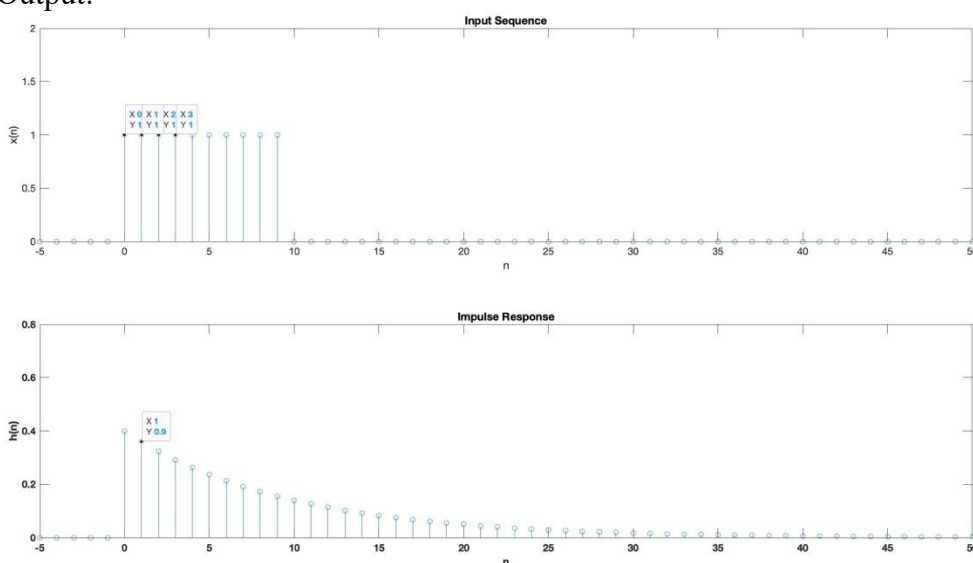 Output:
Input Sequence
2
1.5
1
0.5
0
x(n)
X 0 X 1 X 2 X 3
Y 1 Y 1 Y 1 Y 1
-5 0 5 10 15 20 25 30 35 40 45
n
Impulse Response
0.8
0.6
0.4
0.2
0
h(n)
X 1
Y 0.9
-5 0 5 10 15 20 25 30 35 40 45
n